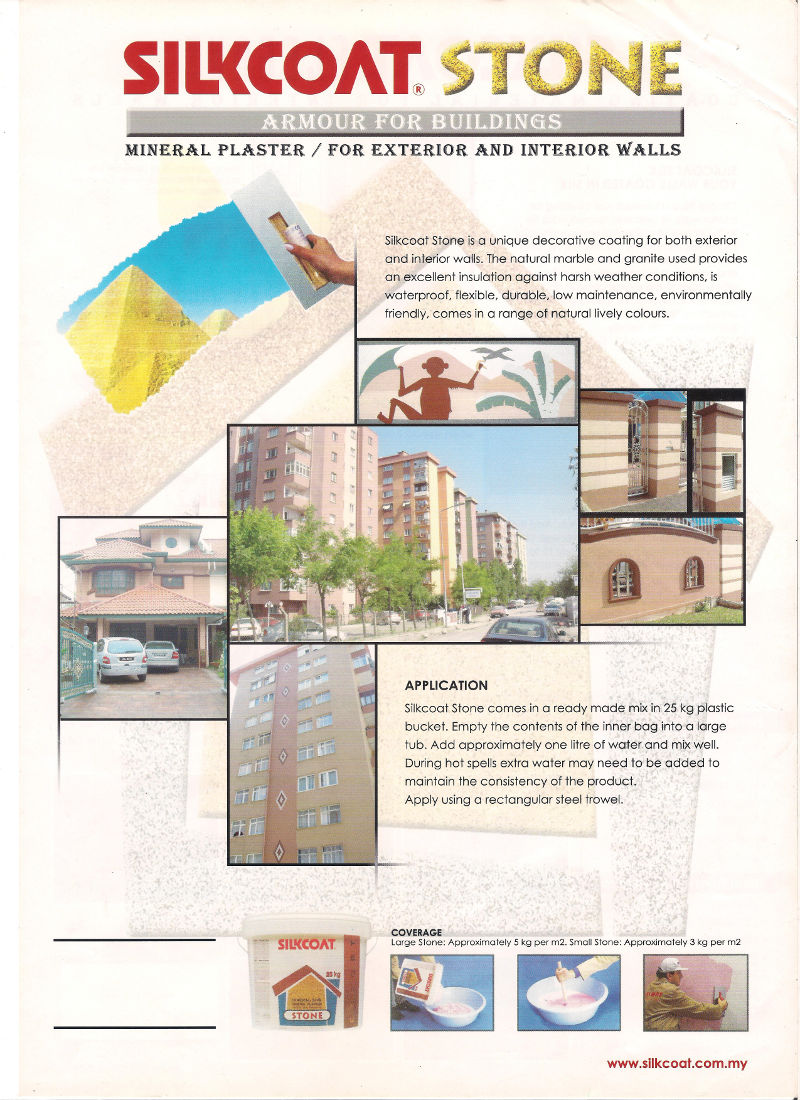 SILKCOAT® STONE
ARMOUR FOR BUILDINGS
MINERAL PLASTER / FOR EXTERIOR AND INTERIOR WALLS
Silkcoat Stone is a unique decorative coating for both exterior
and interior walls. The natural marble and granite used provides
an excellent insulation against harsh weather conditions, is
waterproof, flexible, durable, low maintenance, environmentally
friendly, comes in a range of natural lively colours.
APPLICATION
Silkcoat Stone comes in a ready made mix in 25 kg plastic
bucket. Empty the contents of the inner bag into a large
tub. Add approximately one litre of water and mix well.
During hot spells extra water may need to be added to
maintain the consistency of the product.
Apply using a rectangular steel trowel.
SILKCOAT
25 kg
STONE
COVERAGE
Large Stone: Approximately 5 kg per m2. Small Stone: Approximately 3 kg per m2
www.silkcoat.com.my